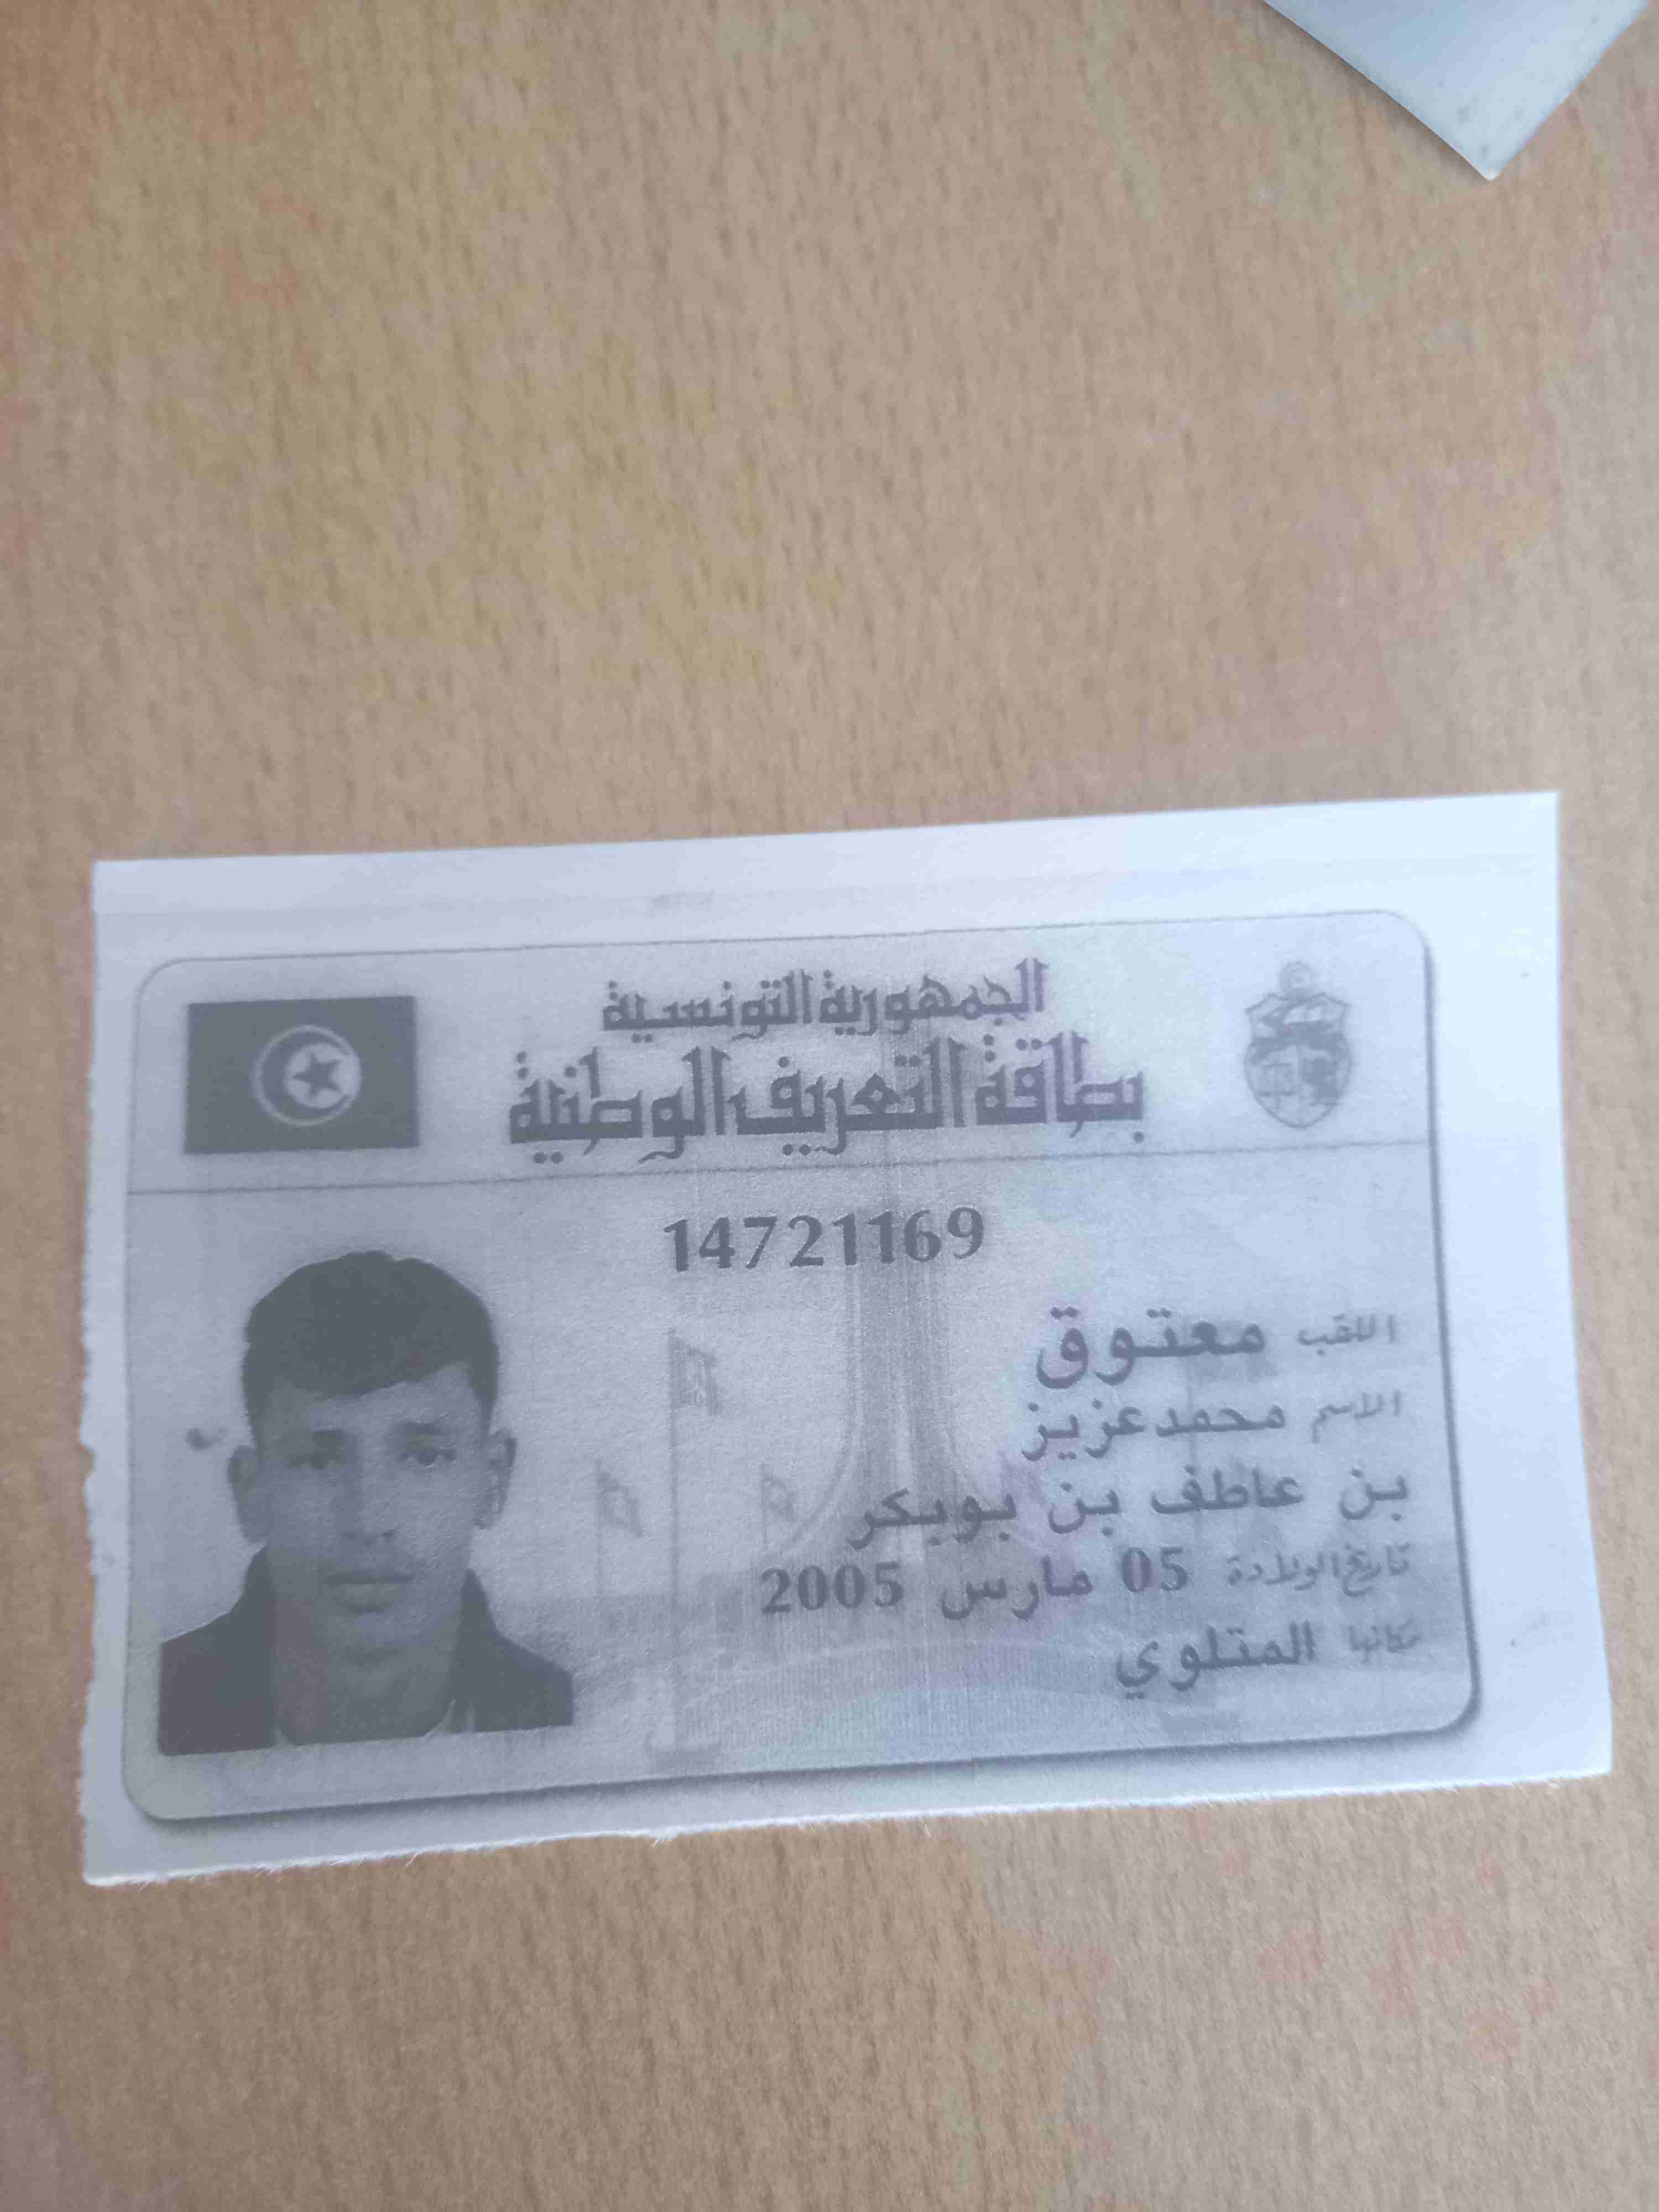 الجمهورية التونسية
بطاقة التعريف الوطنية
14721169
اللقب معتوق
الاسم محمد عزيز
بن عاطف بن بوبكر
تاريخ الولادة 05 مارس 2005
مكانها المتلوي